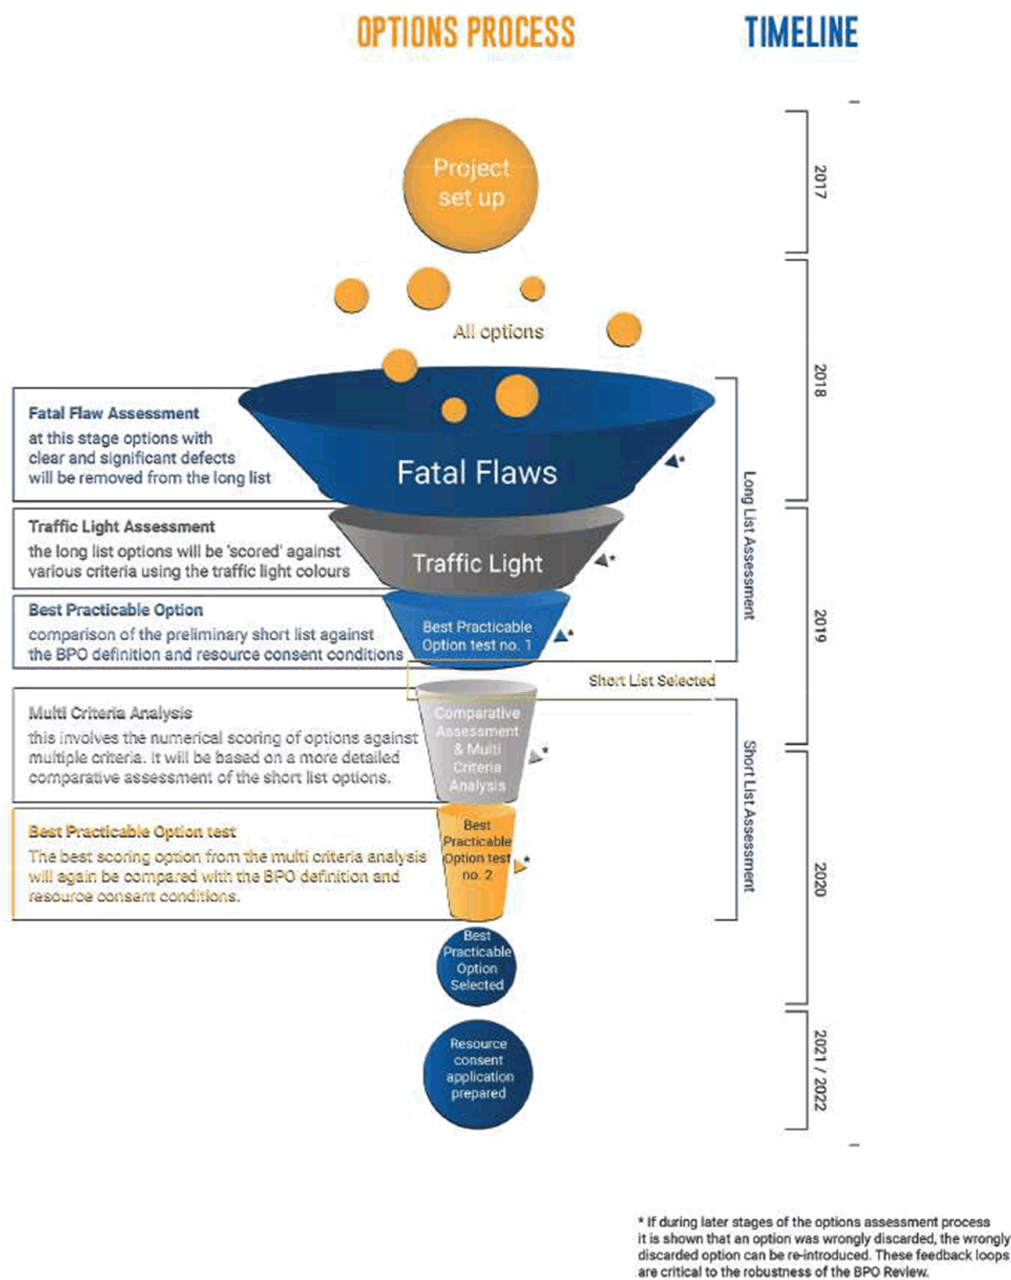 OPTIONS PROCESS
TIMELINE
Project
set up
All options
Fatal Flaw Assessment
at this stage options with
clear and significant defects
will be removed from the long list
Fatal Flaws
Traffic Light Assessment
the long list options will be 'scored' against
various criteria using the traffic light colours
Traffic Light
Best Practicable Option
comparison of the preliminary short list against
the BPO definition and resource consent conditions
Best Practicable
Option test no. 1
Short List Selected
Multi Criteria Analysis
this involves the numerical scoring of options against
multiple criteria. It will be based on a more detailed
comparative assessment of the short list options.
Comparative
Assessment
& Multi
Criteria
Analysis
Best Practicable Option test
The best scoring option from the multi criteria analysis
will again be compared with the BPO definition and
resource consent conditions.
Best
Practicable
Option test
no. 2
Best
Practicable
Option
Selected
Resource
consent
application
prepared
*
*
*
*
*
Long List Assessment
Short List Assessment
2017
2018
2019
2020
2021 / 2022
* If during later stages of the options assessment process
it is shown that an option was wrongly discarded, the wrongly
discarded option can be re-introduced. These feedback loops
are critical to the robustness of the BPO Review.